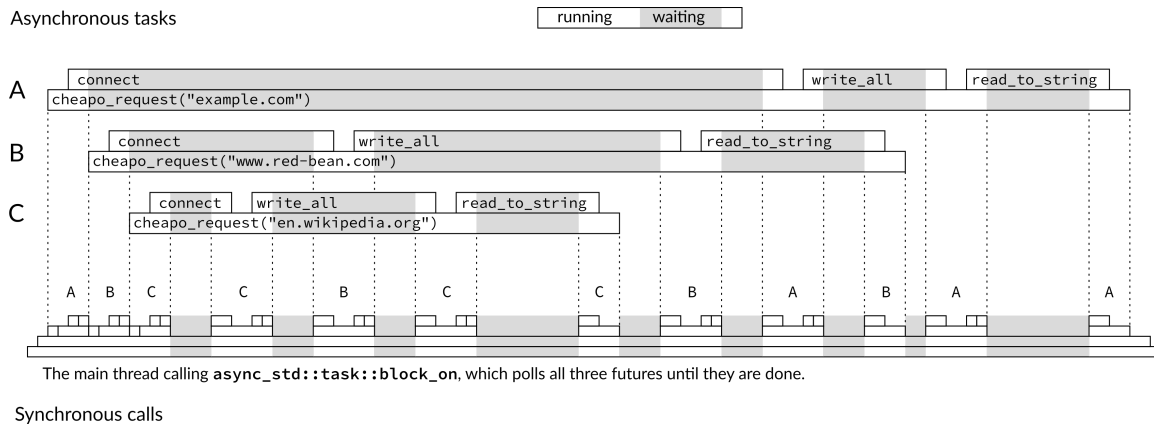 Asynchronous tasks
running waiting
A
connect write_all read_to_string
cheapo_request("example.com")
B
connect write_all read_to_string
cheapo_request("www.red-bean.com")
C
connect write_all read_to_string
cheapo_request("en.wikipedia.org")
A B C C B C C B A B A A
The main thread calling async_std::task::block_on, which polls all three futures until they are done.
Synchronous calls